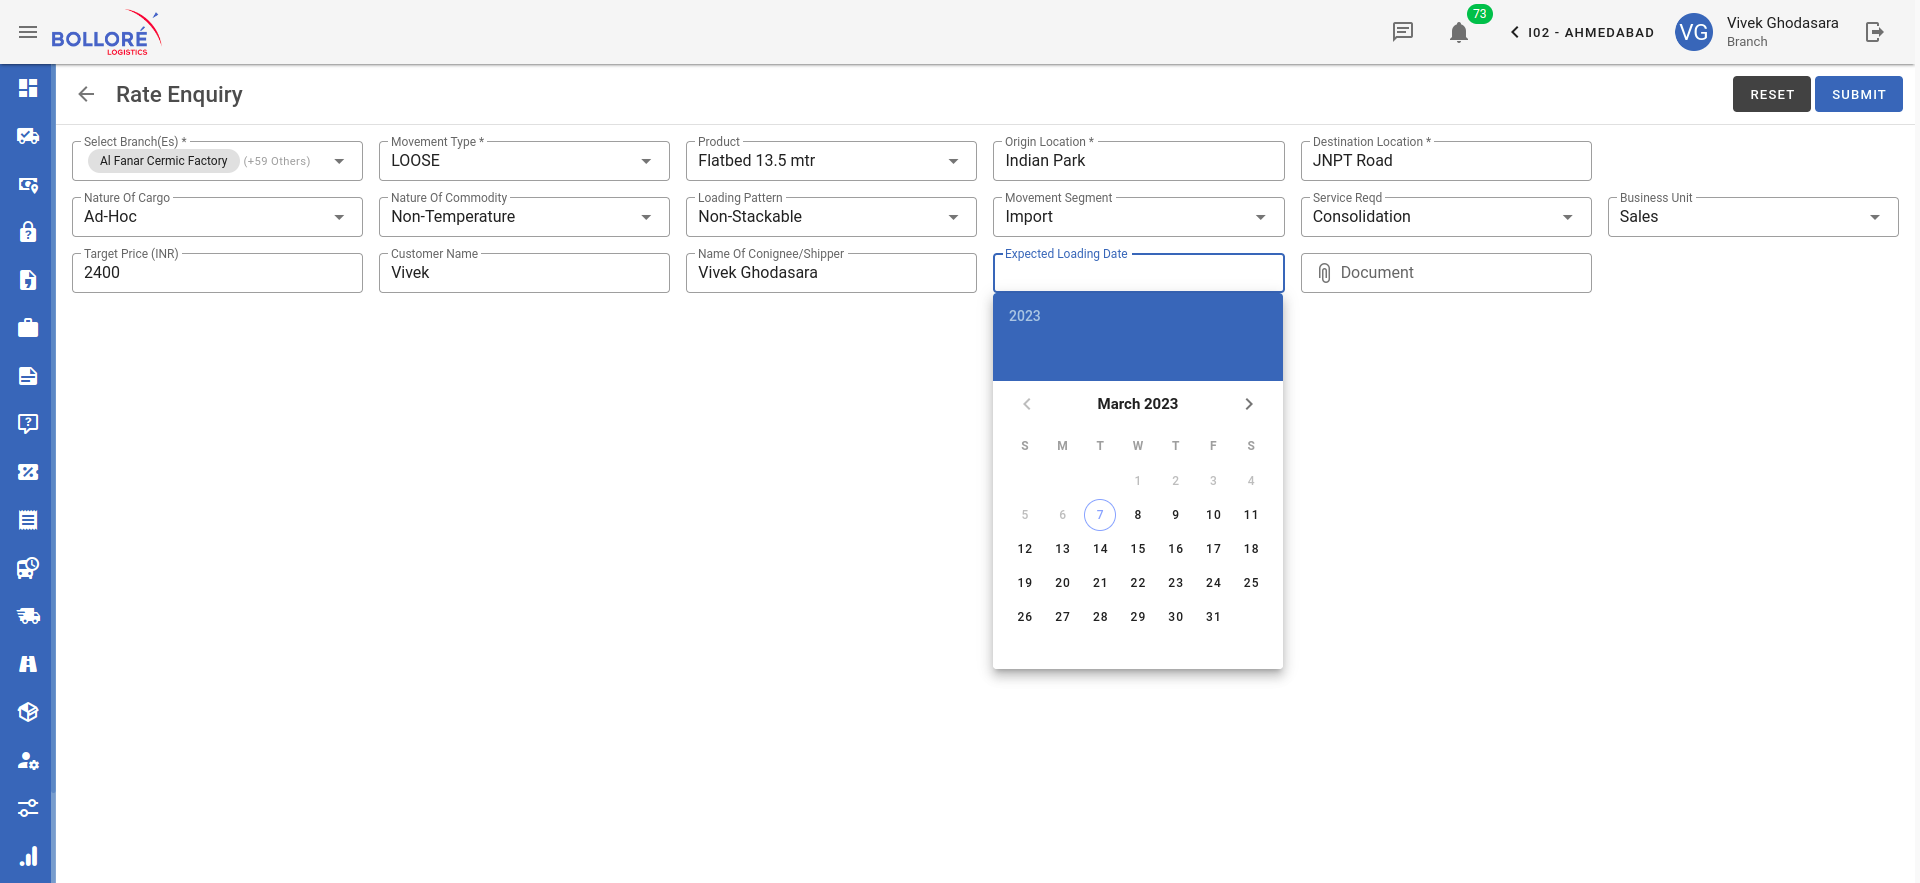 BOLLORÉ
LOGISTICS
73
I02 - AHMEDABAD
VG
Vivek Ghodasara
Branch
Rate Enquiry
RESET
SUBMIT
Select Branch(Es) *
Al Fanar Cermic Factory (+59 Others)
Movement Type *
LOOSE
Product
Flatbed 13.5 mtr
Origin Location *
Indian Park
Destination Location *
JNPT Road
Nature Of Cargo
Ad-Hoc
Nature Of Commodity
Non-Temperature
Loading Pattern
Non-Stackable
Movement Segment
Import
Service Reqd
Consolidation
Business Unit
Sales
Target Price (INR)
2400
Customer Name
Vivek
Name Of Conignee/Shipper
Vivek Ghodasara
Expected Loading Date
Document
2023
March 2023
S M T W T F S
1 2 3 4
5 6 7 8 9 10 11
12 13 14 15 16 17 18
19 20 21 22 23 24 25
26 27 28 29 30 31